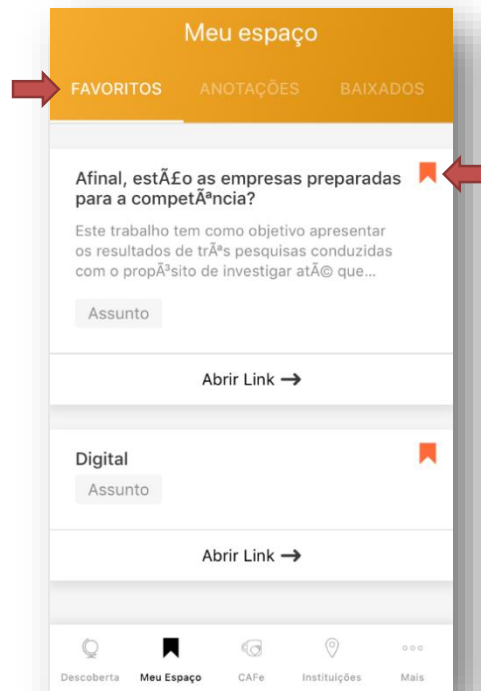 Meu espaço
FAVORITOS ANOTAÇÕES BAIXADOS
Afinal, estÃ£o as empresas preparadas
para a competÃªncia?
Este trabalho tem como objetivo apresentar
os resultados de trÃªs pesquisas conduzidas
com o propÃ³sito de investigar atÃ© que...
Assunto
Abrir Link →
Digital
Assunto
Abrir Link →
Descoberta Meu Espaço CAFe Instituições Mais